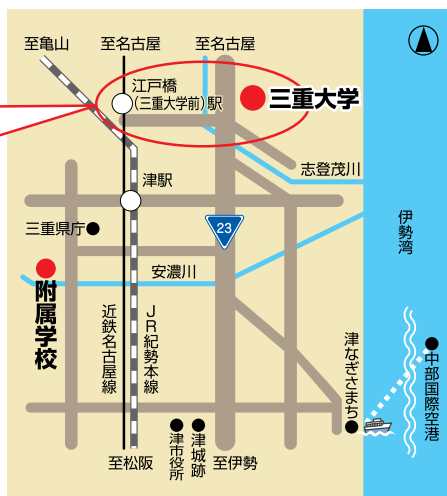 至亀山
至名古屋
至名古屋
江戸橋
(三重大学前)駅
三重大学
志登茂川
津駅
三重県庁
23
伊勢湾
安濃川
附属学校
近鉄名古屋線
JR紀勢本線
津なぎさまち
中部国際空港
津市役所
津城跡
至松阪
至伊勢